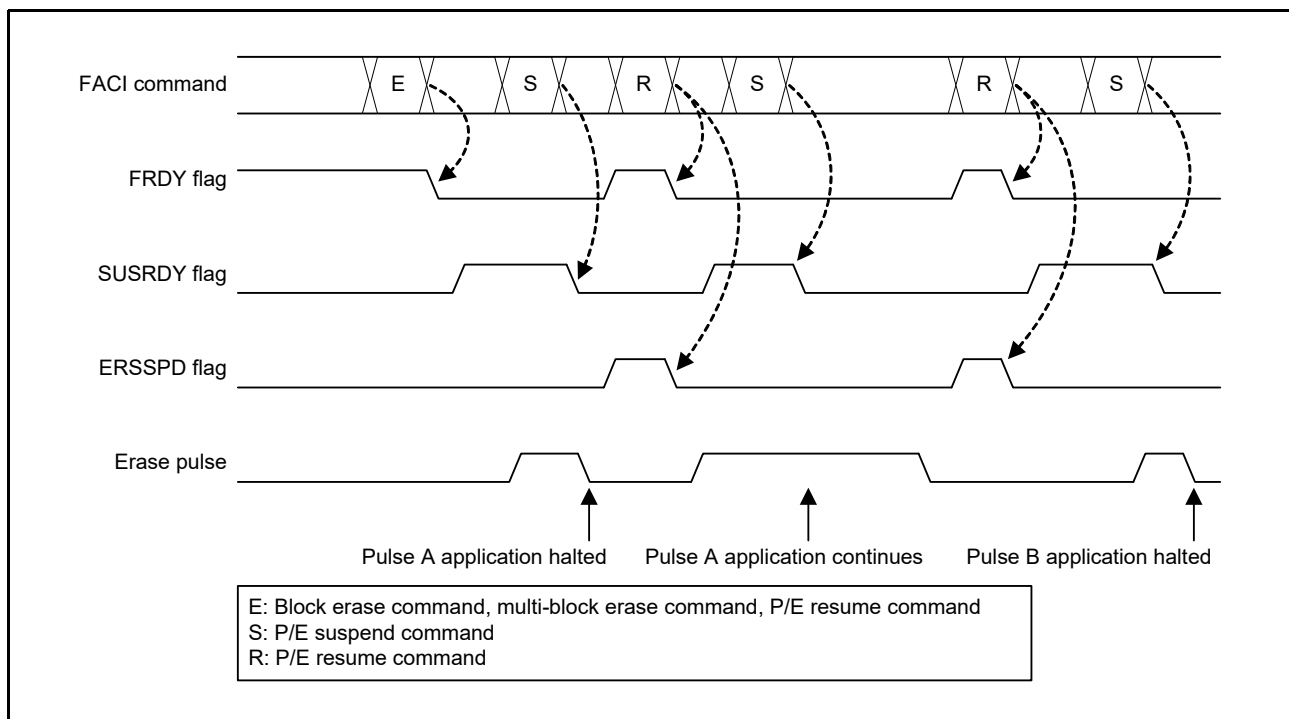 FACI command
E
S
R
S
R
S
FRDY flag
SUSRDY flag
ERSSPD flag
Erase pulse
Pulse A application halted
Pulse A application continues
Pulse B application halted
E: Block erase command, multi-block erase command, P/E resume command
S: P/E suspend command
R: P/E resume command